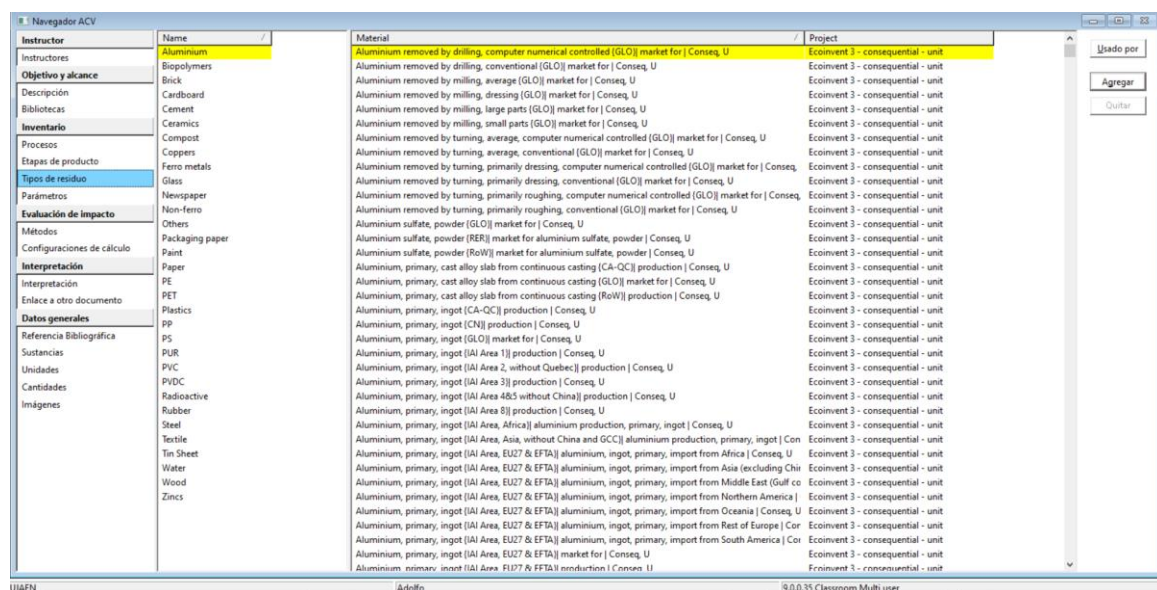 Navegador ACV
Instructor
Instructores
Objetivo y alcance
Descripción
Bibliotecas
Inventario
Procesos
Etapas de producto
Tipos de residuo
Parámetros
Evaluación de impacto
Métodos
Configuraciones de cálculo
Interpretación
Interpretación
Enlace a otro documento
Datos generales
Referencia Bibliográfica
Sustancias
Unidades
Cantidades
Imágenes
Name
Aluminium
Biopolymers
Brick
Cardboard
Cement
Ceramics
Compost
Coppers
Ferro metals
Glass
Newspaper
Non-ferro
Others
Packaging paper
Paint
Paper
PE
PET
Plastics
PP
PS
PUR
PVC
PVDC
Radioactive
Rubber
Steel
Textile
Tin Sheet
Water
Wood
Zincs
Material / Project
Aluminium removed by drilling, computer numerical controlled {GLO}| market for | Conseq, U Ecoinvent 3 - consequential - unit
Aluminium removed by drilling, conventional {GLO}| market for | Conseq, U Ecoinvent 3 - consequential - unit
Aluminium removed by milling, average {GLO}| market for | Conseq, U Ecoinvent 3 - consequential - unit
Aluminium removed by milling, dressing {GLO}| market for | Conseq, U Ecoinvent 3 - consequential - unit
Aluminium removed by milling, large parts {GLO}| market for | Conseq, U Ecoinvent 3 - consequential - unit
Aluminium removed by milling, small parts {GLO}| market for | Conseq, U Ecoinvent 3 - consequential - unit
Aluminium removed by turning, average, computer numerical controlled {GLO}| market for | Conseq, U Ecoinvent 3 - consequential - unit
Aluminium removed by turning, average, conventional {GLO}| market for | Conseq, U Ecoinvent 3 - consequential - unit
Aluminium removed by turning, primarily dressing, computer numerical controlled {GLO}| market for | Conseq, Ecoinvent 3 - consequential - unit
Aluminium removed by turning, primarily dressing, conventional {GLO}| market for | Conseq, U Ecoinvent 3 - consequential - unit
Aluminium removed by turning, primarily roughing, computer numerical controlled {GLO}| market for | Conseq, Ecoinvent 3 - consequential - unit
Aluminium removed by turning, primarily roughing, conventional {GLO}| market for | Conseq, U Ecoinvent 3 - consequential - unit
Aluminium sulfate, powder {GLO}| market for | Conseq, U Ecoinvent 3 - consequential - unit
Aluminium sulfate, powder {RER}| market for aluminium sulfate, powder | Conseq, U Ecoinvent 3 - consequential - unit
Aluminium sulfate, powder {RoW}| market for aluminium sulfate, powder | Conseq, U Ecoinvent 3 - consequential - unit
Aluminium, primary, cast alloy slab from continuous casting {CA-QC}| production | Conseq, U Ecoinvent 3 - consequential - unit
Aluminium, primary, cast alloy slab from continuous casting {GLO}| market for | Conseq, U Ecoinvent 3 - consequential - unit
Aluminium, primary, cast alloy slab from continuous casting {RoW}| production | Conseq, U Ecoinvent 3 - consequential - unit
Aluminium, primary, ingot {CA-QC}| production | Conseq, U Ecoinvent 3 - consequential - unit
Aluminium, primary, ingot {CN}| production | Conseq, U Ecoinvent 3 - consequential - unit
Aluminium, primary, ingot {GLO}| market for | Conseq, U Ecoinvent 3 - consequential - unit
Aluminium, primary, ingot {IAI Area 1}| production | Conseq, U Ecoinvent 3 - consequential - unit
Aluminium, primary, ingot {IAI Area 2, without Quebec}| production | Conseq, U Ecoinvent 3 - consequential - unit
Aluminium, primary, ingot {IAI Area 3}| production | Conseq, U Ecoinvent 3 - consequential - unit
Aluminium, primary, ingot {IAI Area 4&5 without China}| production | Conseq, U Ecoinvent 3 - consequential - unit
Aluminium, primary, ingot {IAI Area 8}| production | Conseq, U Ecoinvent 3 - consequential - unit
Aluminium, primary, ingot {IAI Area, Africa}| aluminium production, primary, ingot | Conseq, U Ecoinvent 3 - consequential - unit
Aluminium, primary, ingot {IAI Area, Asia, without China and GCC}| aluminium production, primary, ingot | Con Ecoinvent 3 - consequential - unit
Aluminium, primary, ingot {IAI Area, EU27 & EFTA}| aluminium, ingot, primary, import from Africa | Conseq, U Ecoinvent 3 - consequential - unit
Aluminium, primary, ingot {IAI Area, EU27 & EFTA}| aluminium, ingot, primary, import from Asia (excluding Chi Ecoinvent 3 - consequential - unit
Aluminium, primary, ingot {IAI Area, EU27 & EFTA}| aluminium, ingot, primary, import from Middle East (Gulf co Ecoinvent 3 - consequential - unit
Aluminium, primary, ingot {IAI Area, EU27 & EFTA}| aluminium, ingot, primary, import from Northern America | Ecoinvent 3 - consequential - unit
Aluminium, primary, ingot {IAI Area, EU27 & EFTA}| aluminium, ingot, primary, import from Oceania | Conseq, U Ecoinvent 3 - consequential - unit
Aluminium, primary, ingot {IAI Area, EU27 & EFTA}| aluminium, ingot, primary, import from Rest of Europe | Cor Ecoinvent 3 - consequential - unit
Aluminium, primary, ingot {IAI Area, EU27 & EFTA}| aluminium, ingot, primary, import from South America | Cor Ecoinvent 3 - consequential - unit
Aluminium, primary, ingot {IAI Area, EU27 & EFTA}| market for | Conseq, U Ecoinvent 3 - consequential - unit
Aluminium, primary, ingot {IAI Area, EU27 & EFTA}| production | Conseq, U Ecoinvent 3 - consequential - unit
Usado por
Agregar
Quitar
UJAEN Adolfo 9.0.0.35 Classroom Multi user